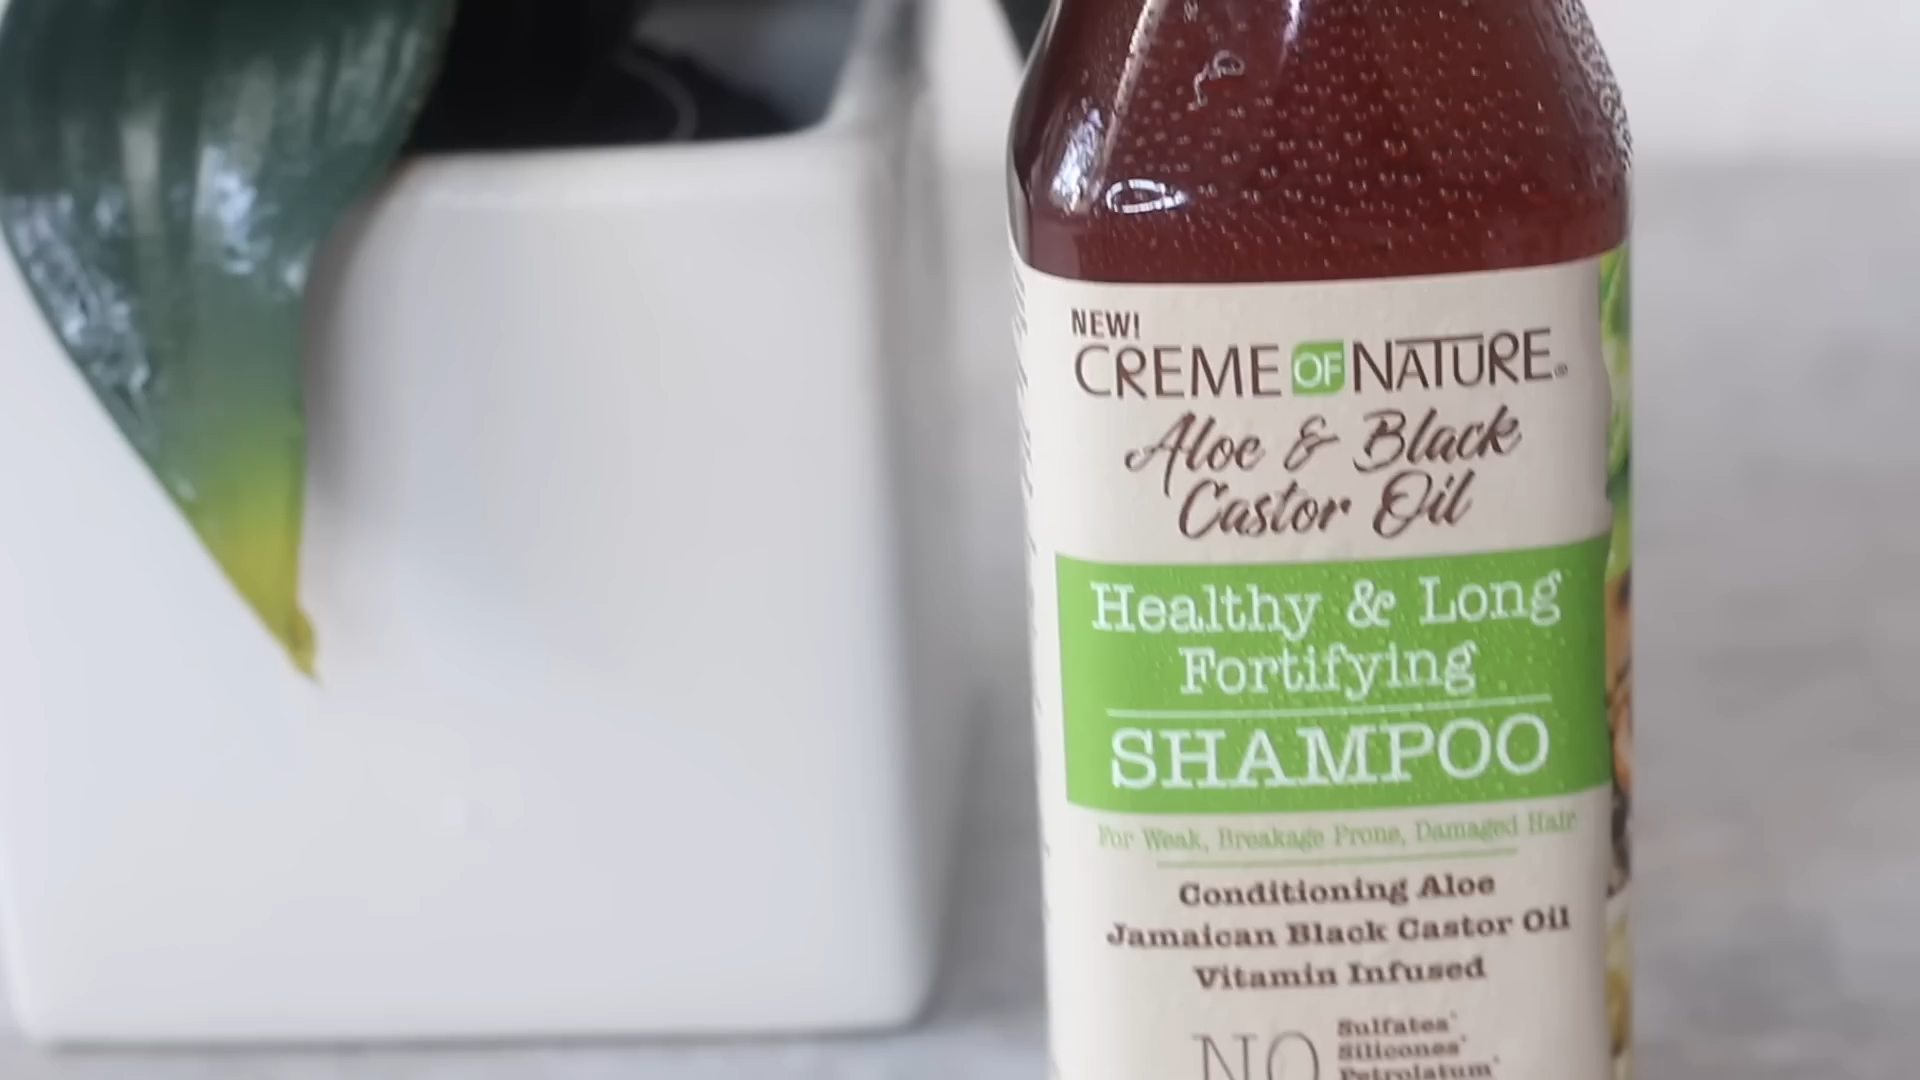 NEW!
CREME OF NATURE®
Aloe & Black
Castor Oil
Healthy & Long
Fortifying
SHAMPOO
For Weak, Breakage Prone, Damaged Hair
Conditioning Aloe
Jamaican Black Castor Oil
Vitamin Infused
NO
Sulfates*
Silicones*
Petrolatum*